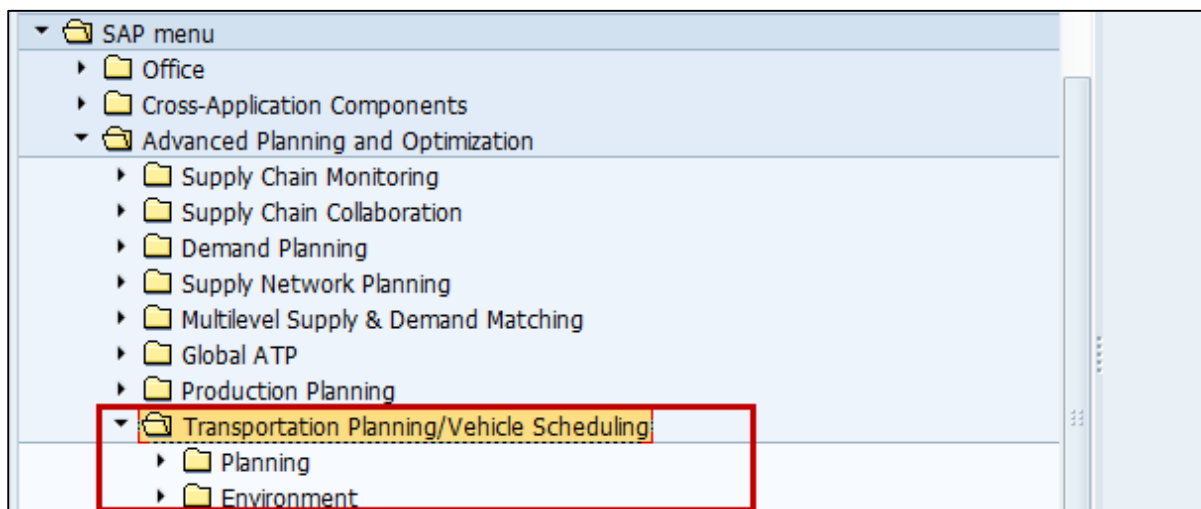 SAP menu
Office
Cross-Application Components
Advanced Planning and Optimization
Supply Chain Monitoring
Supply Chain Collaboration
Demand Planning
Supply Network Planning
Multilevel Supply & Demand Matching
Global ATP
Production Planning
Transportation Planning/Vehicle Scheduling
Planning
Environment